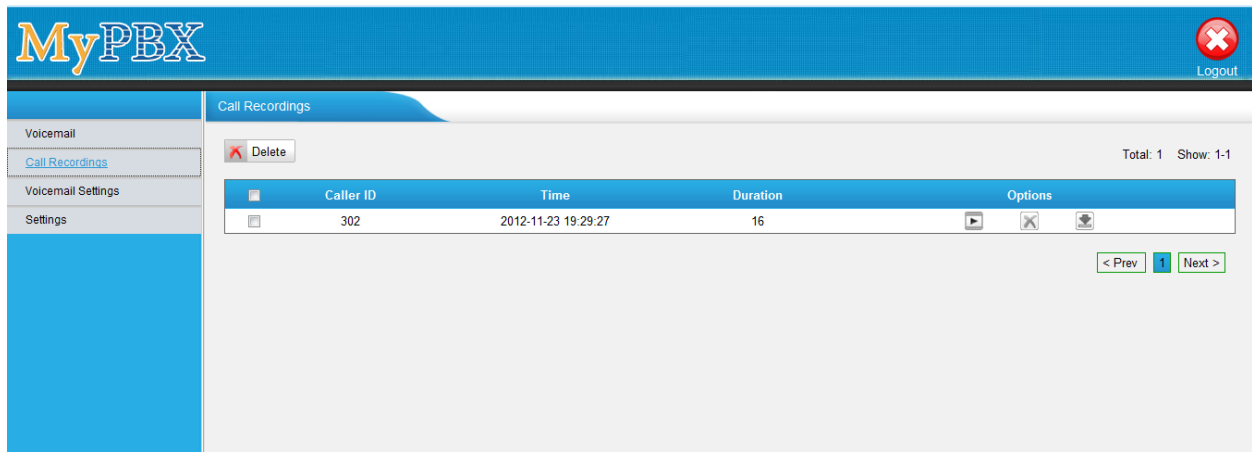 MyPBX
Logout
Call Recordings
Voicemail
Call Recordings
Voicemail Settings
Settings
Delete
Total: 1 Show: 1-1
Caller ID Time Duration Options
302 2012-11-23 19:29:27 16
< Prev 1 Next >